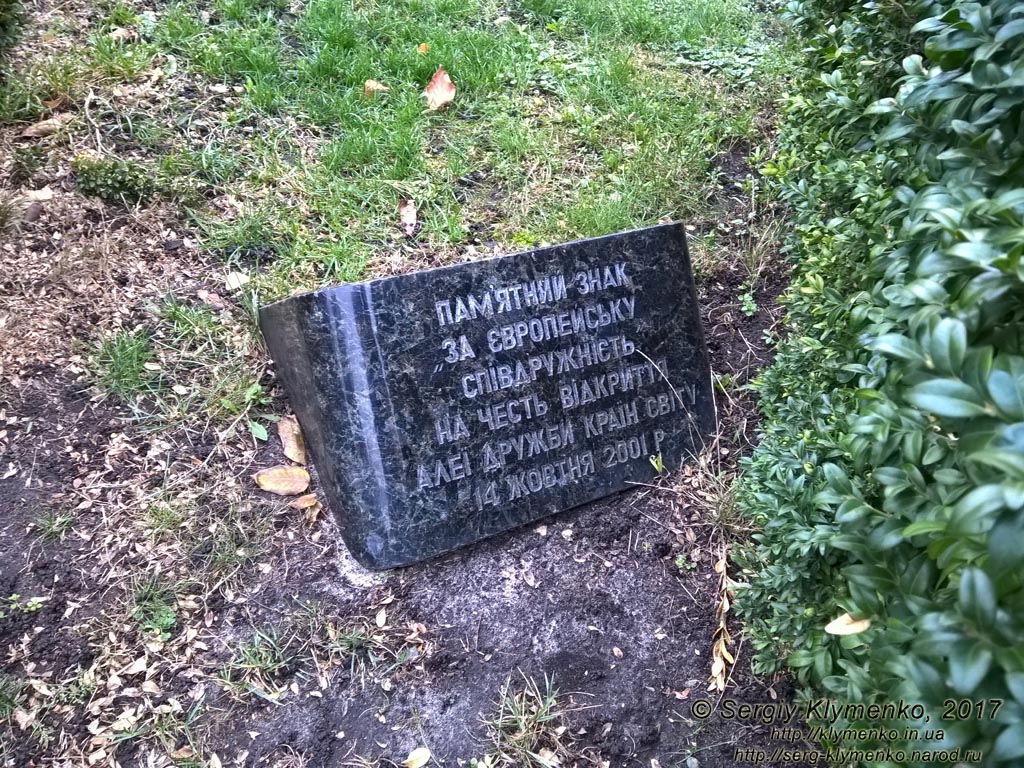 ПАМ'ЯТНИЙ ЗНАК
"ЗА ЄВРОПЕЙСЬКУ
СПІВДРУЖНІСТЬ"
НА ЧЕСТЬ ВІДКРИТТЯ
АЛЕЇ ДРУЖБИ КРАЇН СВІТУ
14 ЖОВТНЯ 2001 Р.
© Sergiy Klymenko, 2017
http://klymenko.in.ua
http://serg-klymenko.narod.ru